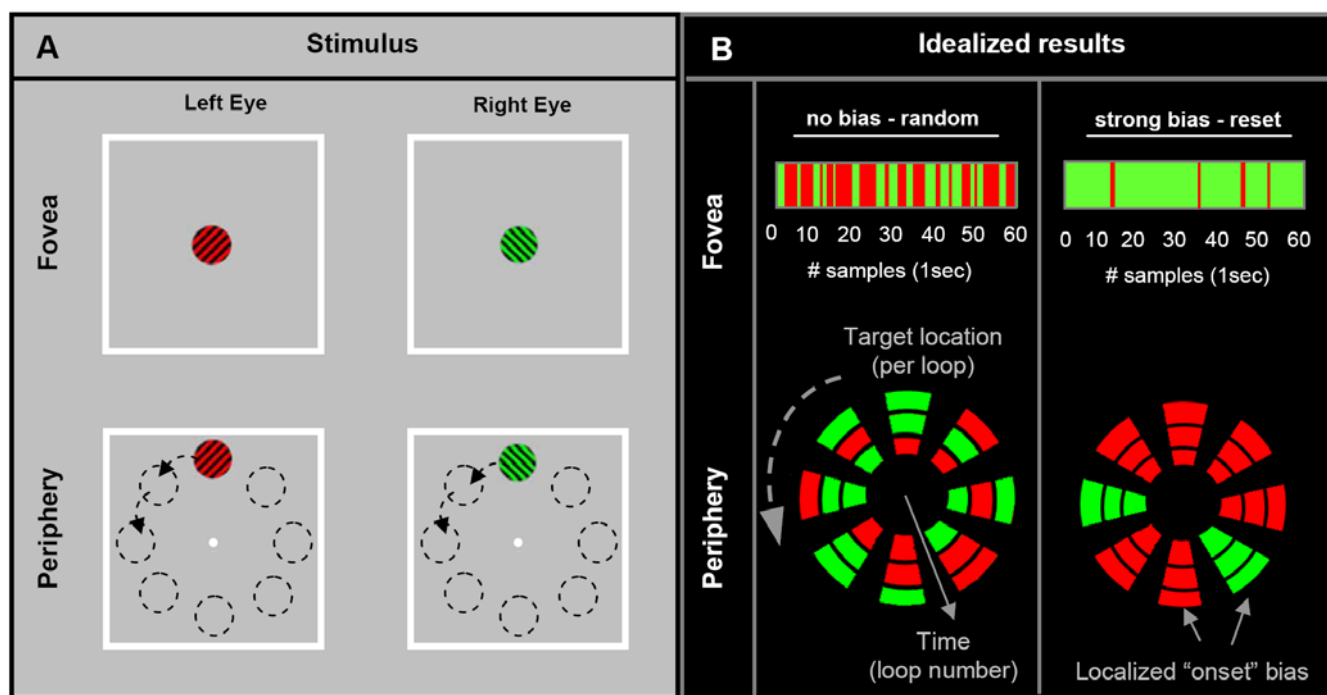 A
Stimulus
Left Eye
Right Eye
Fovea
Periphery
B
Idealized results
Fovea
Periphery
no bias - random
0 10 20 30 40 50 60
# samples (1sec)
strong bias - reset
0 10 20 30 40 50 60
# samples (1sec)
Target location
(per loop)
Time
(loop number)
Localized “onset” bias